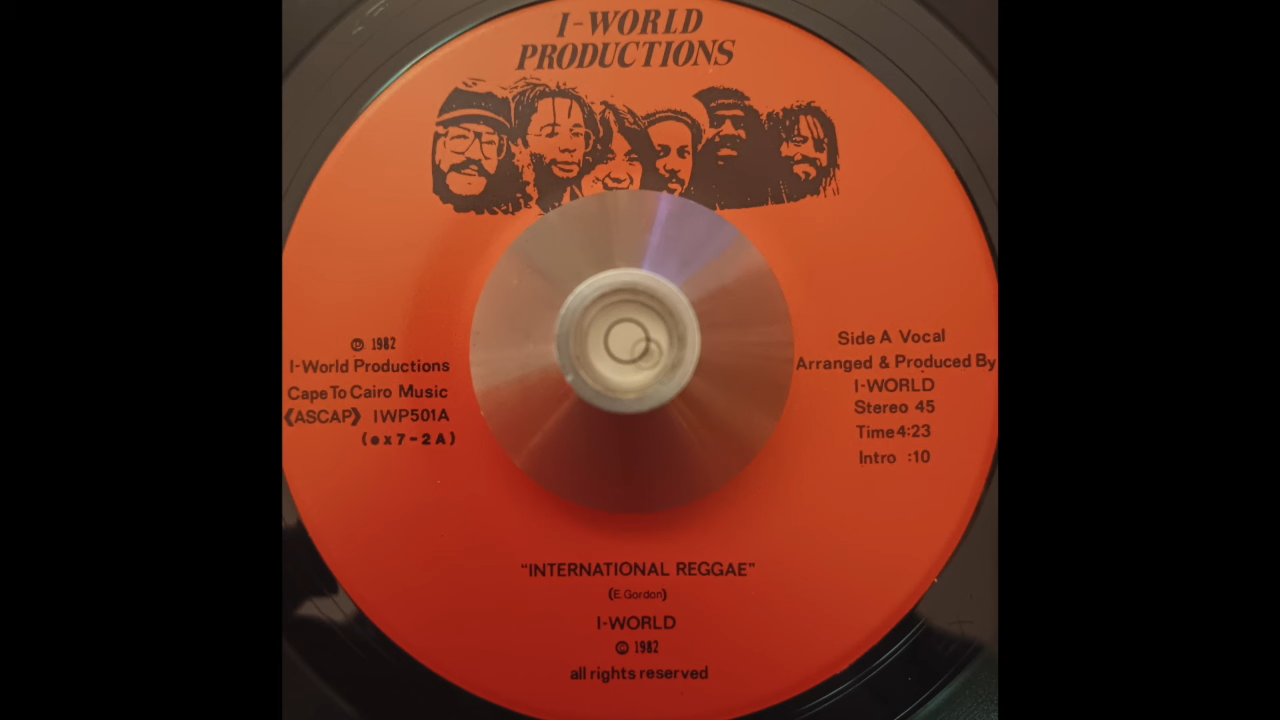 I-WORLD
PRODUCTIONS
℗ 1982
I-World Productions
Cape To Cairo Music
《ASCAP》 IWP501A
(ex7-2A)
Side A Vocal
Arranged & Produced By
I-WORLD
Stereo 45
Time 4:23
Intro :10
“INTERNATIONAL REGGAE”
(E. Gordon)
I-WORLD
© 1982
all rights reserved